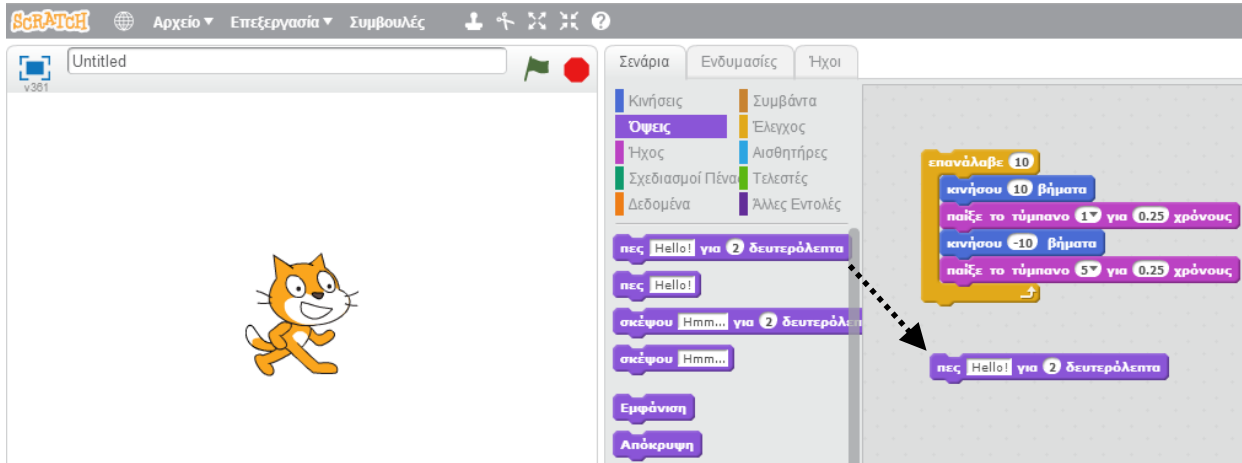 SCRATCH Αρχείο Επεξεργασία Συμβουλές
Untitled
v361
Σενάρια Ενδυμασίες Ήχοι
Κινήσεις Συμβάντα
Όψεις Έλεγχος
Ήχος Αισθητήρες
Σχεδιασμοί Πένας Τελεστές
Δεδομένα Άλλες Εντολές
πες Hello! για 2 δευτερόλεπτα
πες Hello!
σκέψου Hmm... για 2 δευτερόλεπ
σκέψου Hmm...
Εμφάνιση
Απόκρυψη
επανάλαβε 10
κινήσου 10 βήματα
παίξε το τύμπανο 1 για 0.25 χρόνους
κινήσου -10 βήματα
παίξε το τύμπανο 5 για 0.25 χρόνους
πες Hello! για 2 δευτερόλεπτα